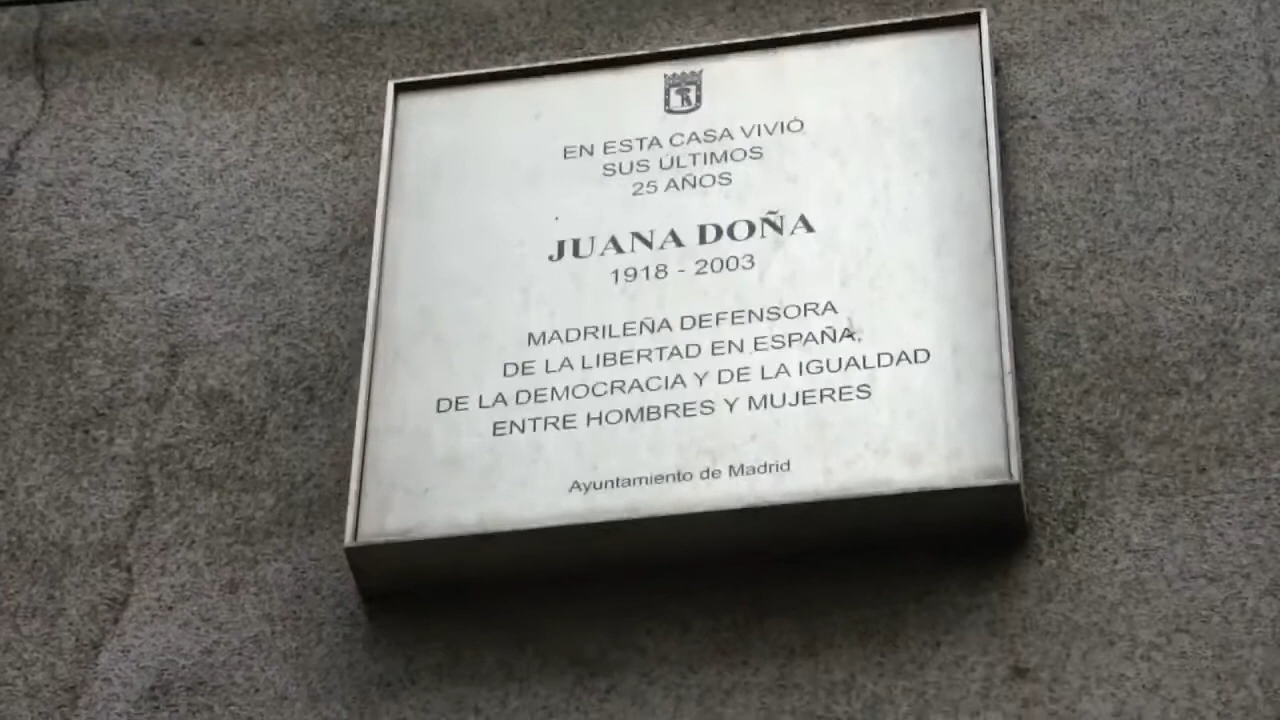 EN ESTA CASA VIVIÓ
SUS ÚLTIMOS
25 AÑOS
JUANA DOÑA
1918 - 2003
MADRILEÑA DEFENSORA
DE LA LIBERTAD EN ESPAÑA,
DE LA DEMOCRACIA Y DE LA IGUALDAD
ENTRE HOMBRES Y MUJERES
Ayuntamiento de Madrid